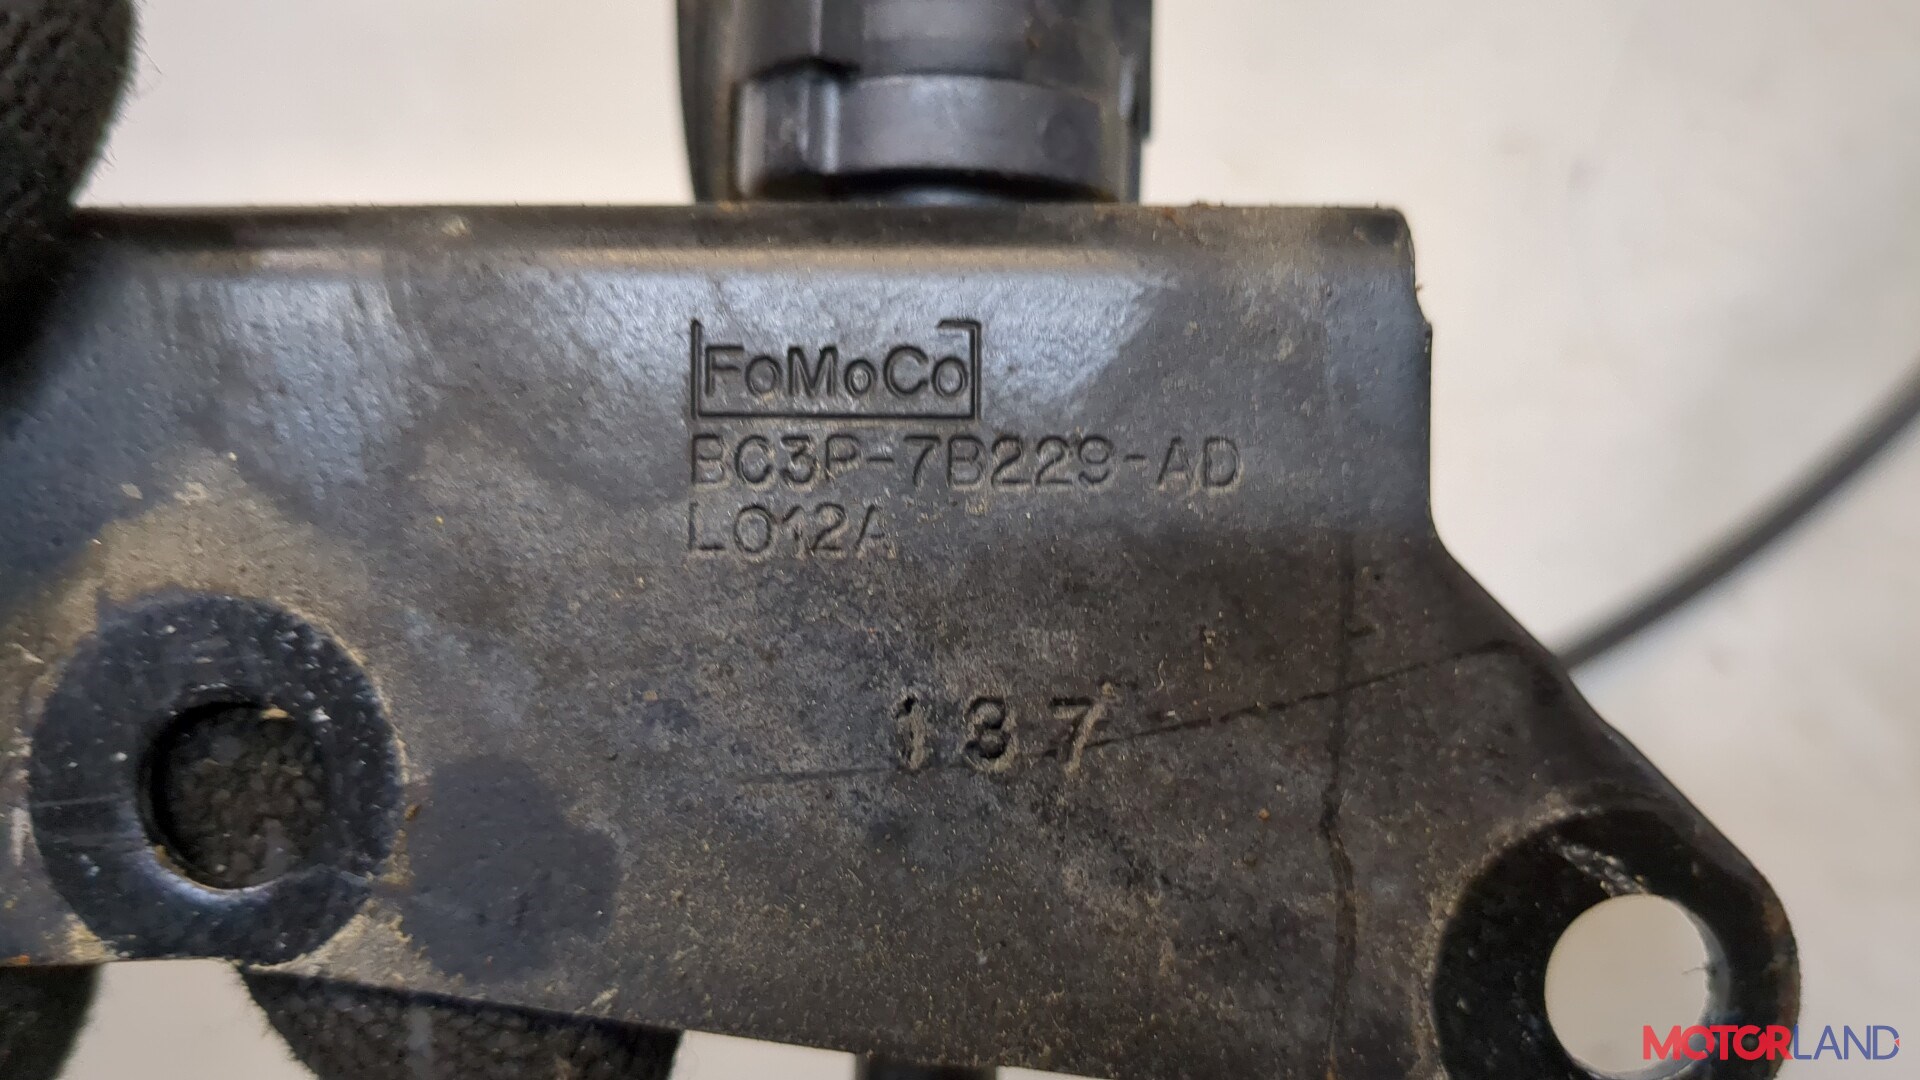 FoMoCo
BC3P-7B229-AD
L012A
137
MOTORLAND